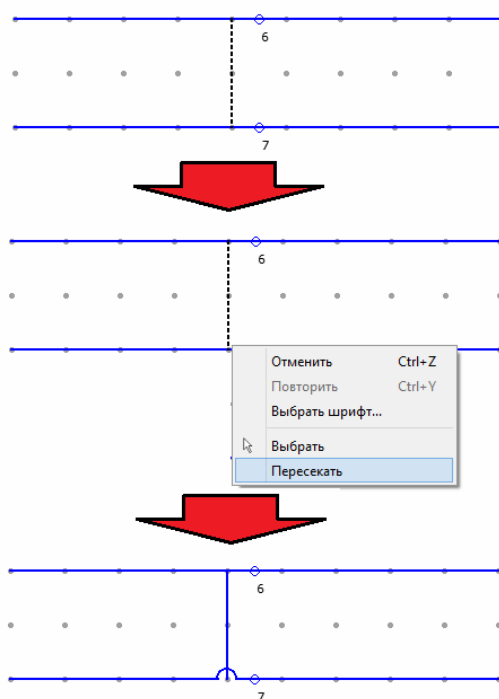 6
7
6
Отменить Ctrl+Z
Повторить Ctrl+Y
Выбрать шрифт...
Выбрать
Пересекать
6
7